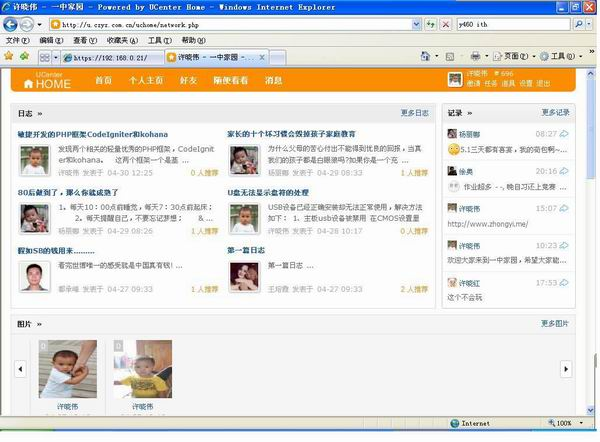 许晓伟 - 一中家园 - Powered by UCenter Home - Windows Internet Explorer
http://u.czyz.com.cn/uchome/network.php
y460 ith
文件(F) 编辑(E) 查看(V) 收藏夹(A) 工具(T) 帮助(H)
https://192.168.0.21/
许晓伟 - 一中家园 - P...
页面(P)
工具(O)
UCenter
HOME
首页 个人主页 好友 随便看看 消息
许晓伟 696
邀请 任务 道具 设置 退出
日志 »
更多日志
敏捷开发的PHP框架CodeIgniter和kohana
发现两个相关的轻量优秀的PHP框架，CodeIgnit
er和kohana。 这两个框架一个是基 ...
许晓伟 发表于 04-30 12:25
0 人推荐
家长的十个坏习惯会毁掉孩子家庭教育
为什么父母的苦心付出不能得到优良的回报，当真
我们的孩子都是白眼狼吗?如果你是一个充 ...
杨丽卿 发表于 04-29 08:31
1 人推荐
80后做到了，那么你就成熟了
1。每天10：00点前睡觉，每天7：30点前起床；
2。每天提醒自己，不要忘记梦想； & ...
杨丽卿 发表于 04-29 08:26
1 人推荐
U盘无法显示盘符的处理
USB设备已经正确安装却无法正常使用，解决方法
如下： 1．主板usb设备被禁用 在CMOS设置里
许晓伟 发表于 04-28 10:17
0 人推荐
假如SB的钱用来.........
看完世博唯一的感受就是中国真有钱! ...
都承峰 发表于 04-27 09:33
1 人推荐
第一篇日志
第一篇日志 ...
王培霞 发表于 04-27 09:33
2 人推荐
记录 »
更多记录
杨丽卿 08:27
5.1三天都有喜宴，我的荷包啊~...
徐奥 20:16
作业超多 - -，晚自习还上竞赛 ...
许晓伟 15:07
http://www.zhongyi.me/
许晓伟 10:23
欢迎大家来到一中家园，希望大家能...
许晓红 17:53
这个不会玩
图片 »
更多图片
0
0
许晓伟
许晓伟
Internet
100%